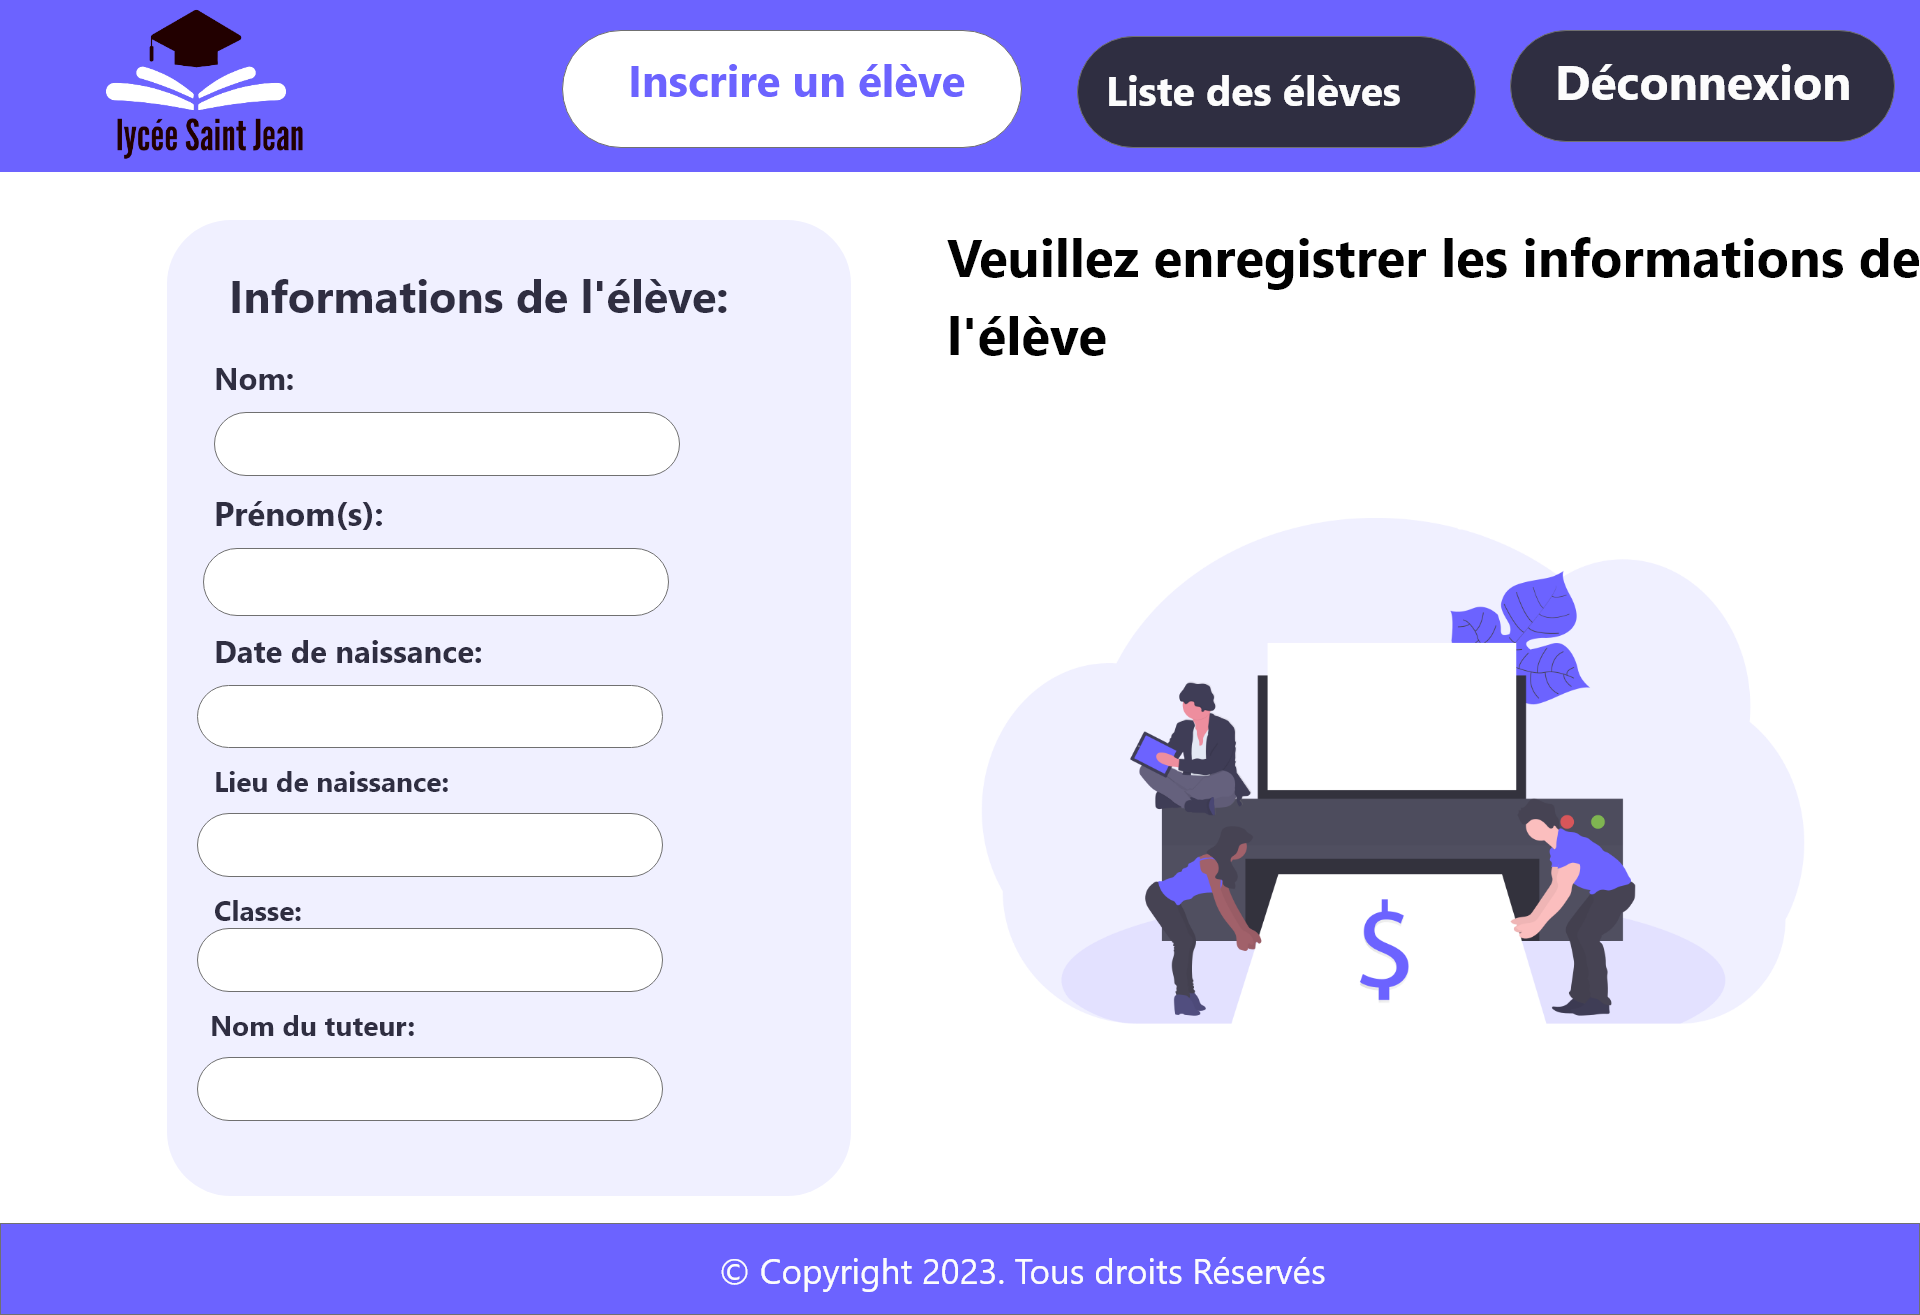 lycée Saint Jean
Inscrire un élève
Liste des élèves
Déconnexion
Informations de l'élève:
Nom:
Prénom(s):
Date de naissance:
Lieu de naissance:
Classe:
Nom du tuteur:
Veuillez enregistrer les informations de
l'élève
$
© Copyright 2023. Tous droits Réservés